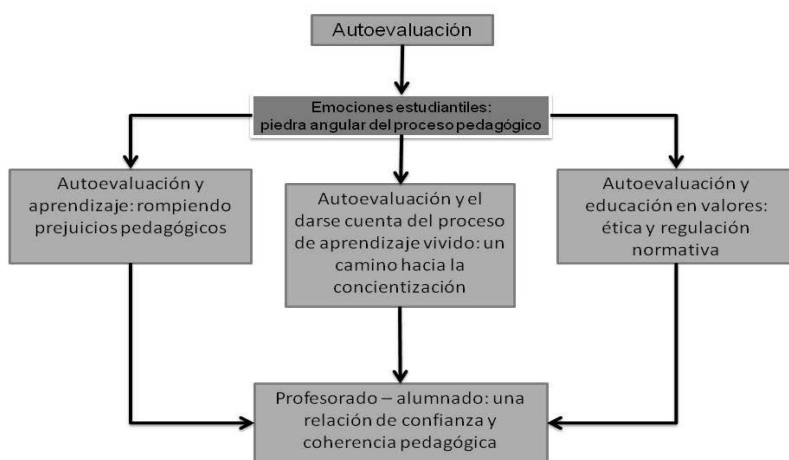 Autoevaluación
Emociones estudiantiles:
piedra angular del proceso pedagógico
Autoevaluación y
aprendizaje: rompiendo
prejuicios pedagógicos
Autoevaluación y el
darse cuenta del proceso
de aprendizaje vivido: un
camino hacia la
concientización
Autoevaluación y
educación en valores:
ética y regulación
normativa
Profesorado – alumnado: una
relación de confianza y
coherencia pedagógica